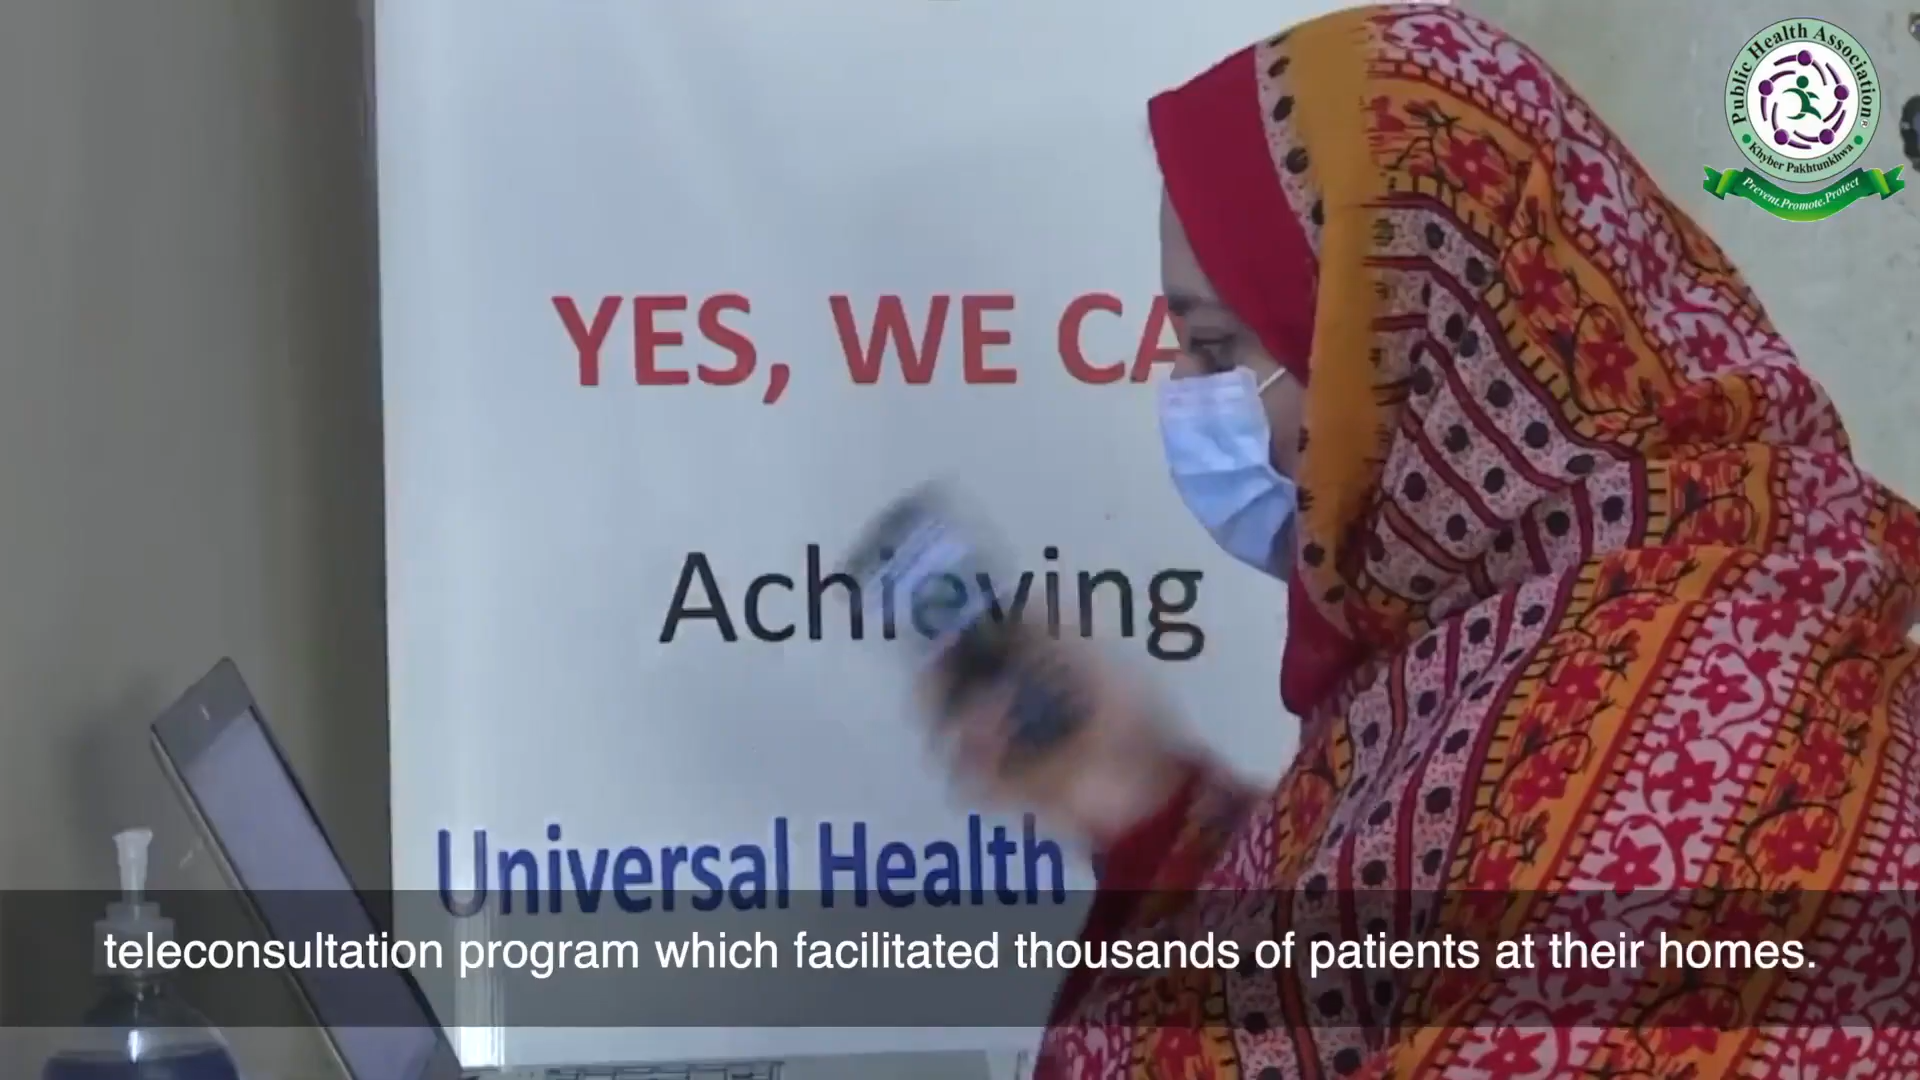 Public Health Association
Khyber Pakhtunkhwa
Prevent.Promote.Protect
YES, WE CA
Achieving
Universal Health
teleconsultation program which facilitated thousands of patients at their homes.